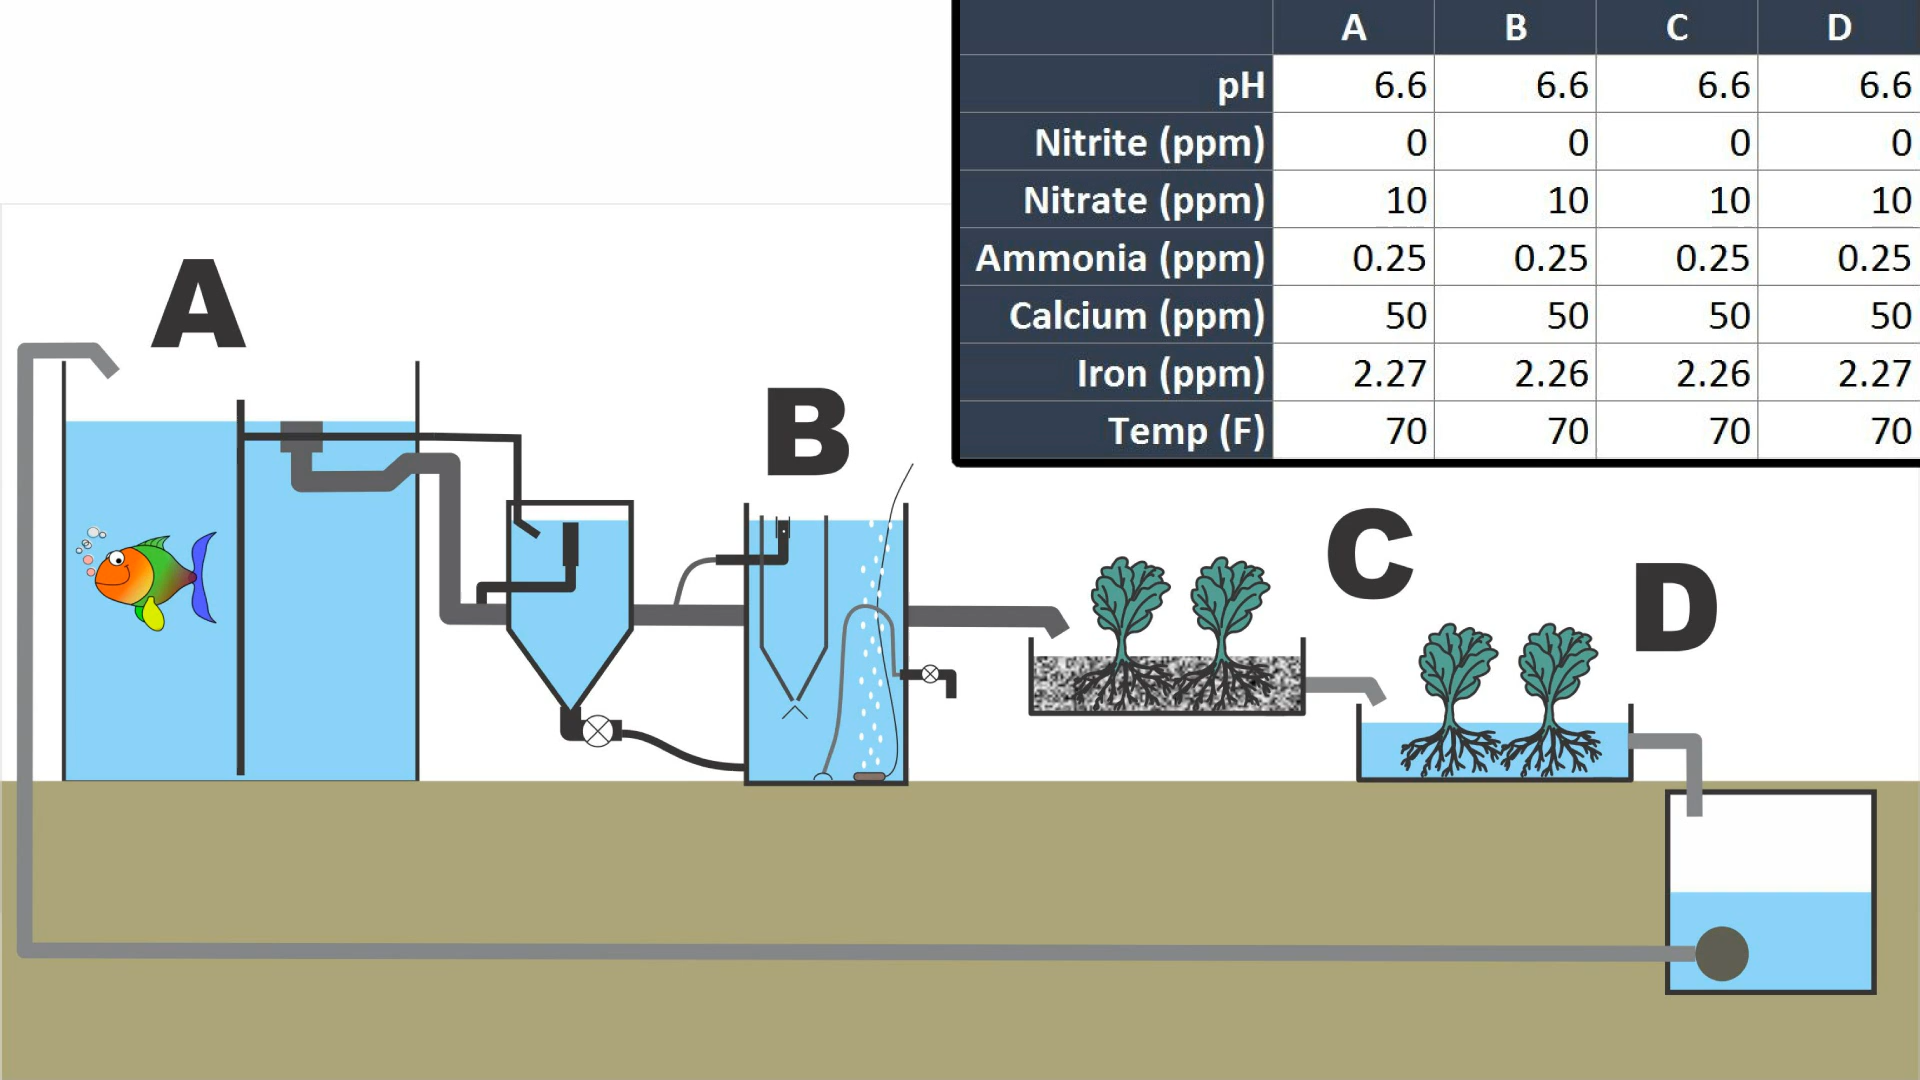 A B C D
pH 6.6 6.6 6.6 6.6
Nitrite (ppm) 0 0 0 0
Nitrate (ppm) 10 10 10 10
Ammonia (ppm) 0.25 0.25 0.25 0.25
Calcium (ppm) 50 50 50 50
Iron (ppm) 2.27 2.26 2.26 2.27
Temp (F) 70 70 70 70
A
B
C
D